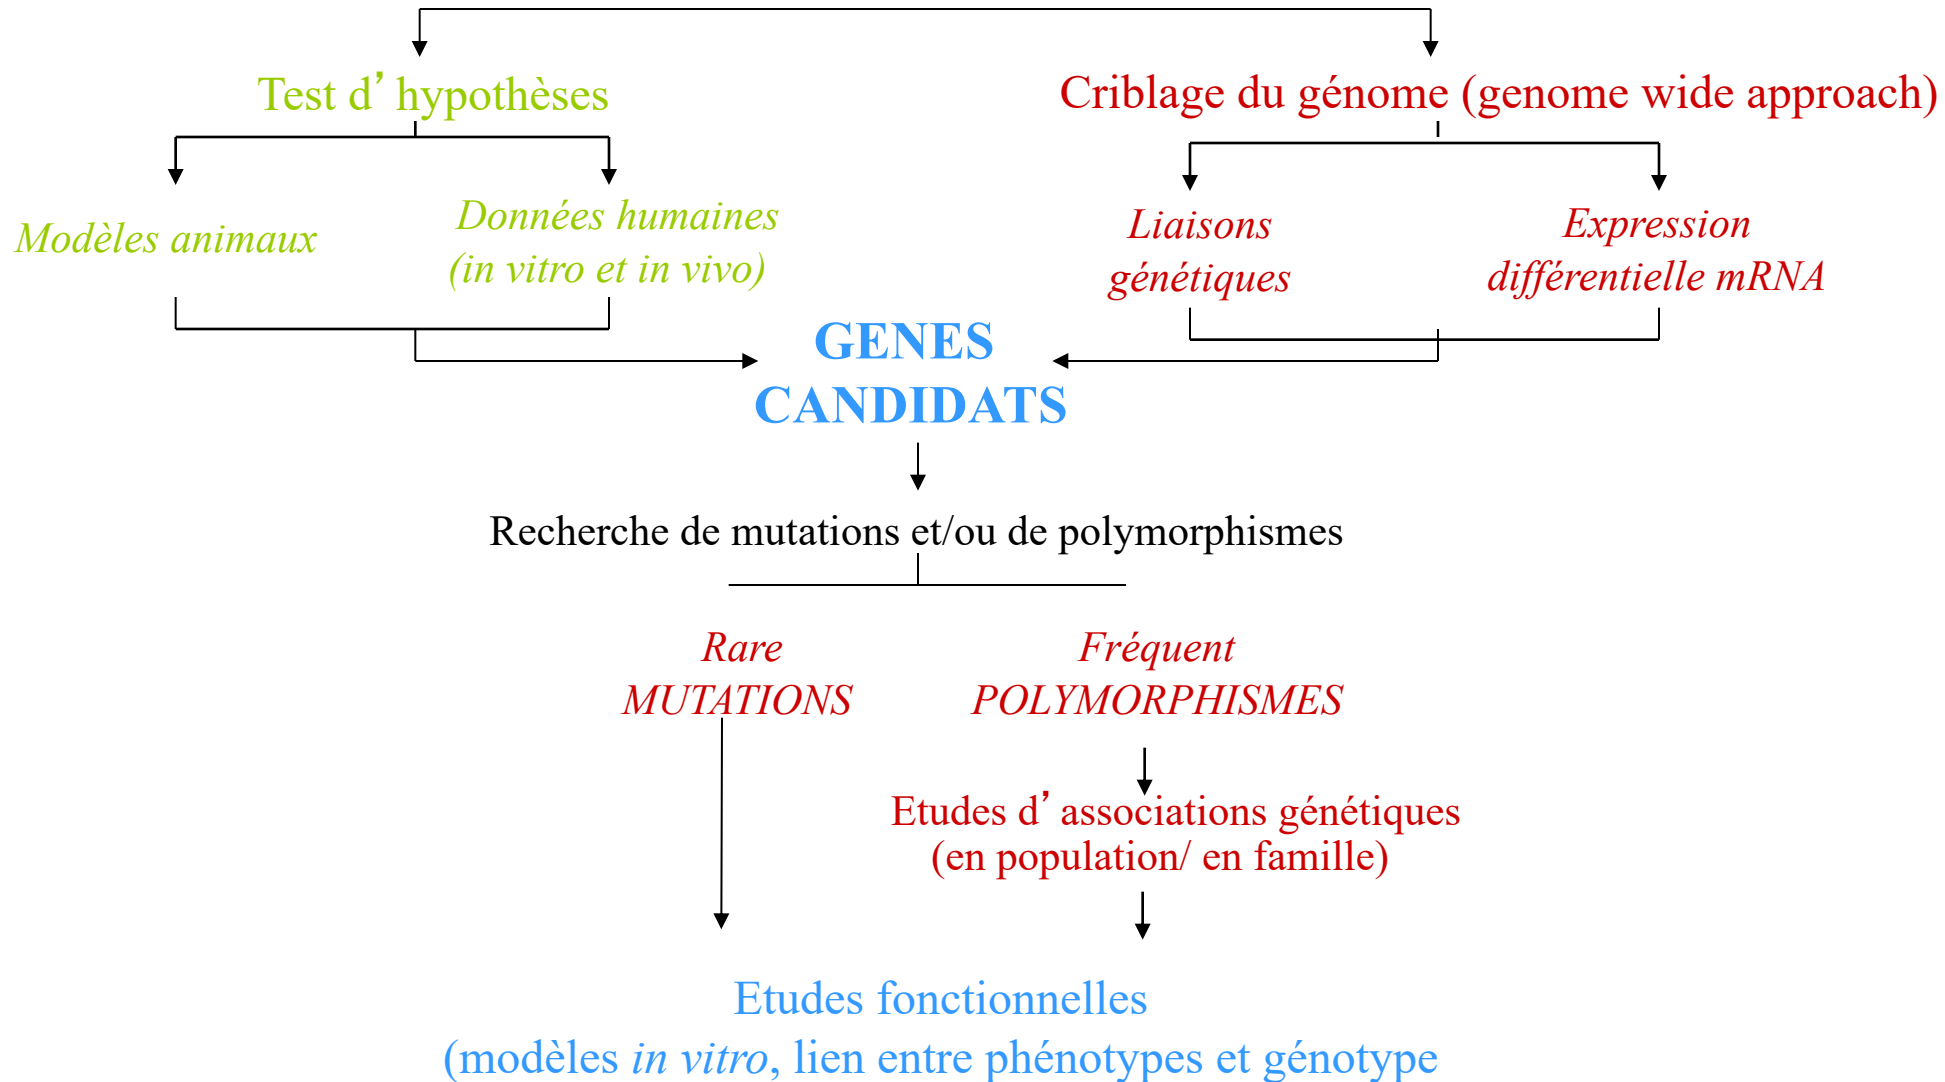 Test d’ hypothèses
Criblage du génome (genome wide approach)
Modèles animaux
Données humaines
(in vitro et in vivo)
Liaisons
génétiques
Expression
différentielle mRNA
GENES
CANDIDATS
Recherche de mutations et/ou de polymorphismes
Rare
MUTATIONS
Fréquent
POLYMORPHISMES
Etudes d’ associations génétiques
(en population/ en famille)
Etudes fonctionnelles
(modèles in vitro, lien entre phénotypes et génotype